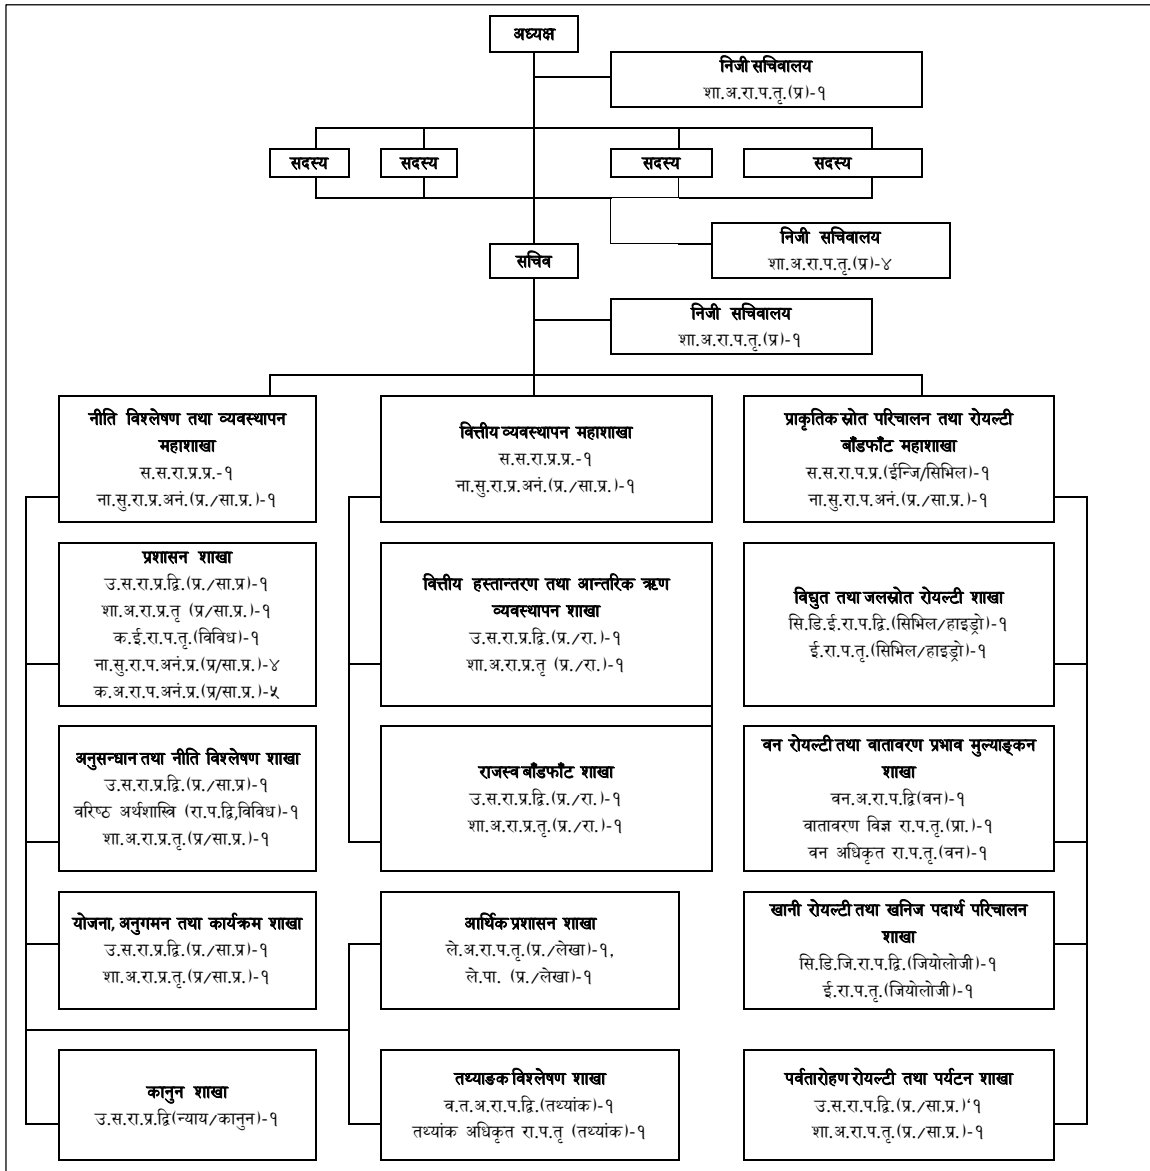 अध्यक्ष
निजी सचिवालय
शा.अ.रा.प.तृ.(प्र)-१
सदस्य
सदस्य
सदस्य
सदस्य
निजी सचिवालय
शा.अ.रा.प.तृ.(प्र)-४
सचिव
निजी सचिवालय
शा.अ.रा.प.तृ.(प्र)-१
नीति विश्लेषण तथा व्यवस्थापन
महाशाखा
स.स.रा.प्र.प्र.-१
ना.सु.रा.प्र.अनं.(प्र./सा.प्र.)-१
वित्तीय व्यवस्थापन महाशाखा
स.स.रा.प्र.प्र.-१
ना.सु.रा.प्र.अनं.(प्र./सा.प्र.)-१
प्राकृतिक स्रोत परिचालन तथा रोयल्टी
बाँडफाँट महाशाखा
स.स.रा.प.प्र.(ईन्जि/सिभिल)-१
ना.सु.रा.प.अनं.(प्र./सा.प्र.)-१
प्रशासन शाखा
उ.स.रा.प्र.द्वि.(प्र./सा.प्र)-१
शा.अ.रा.प्र.तृ (प्र/सा.प्र.)-१
क.ई.रा.प.तृ.(विविध)-१
ना.सु.रा.प.अनं.प्र.(प्र/सा.प्र.)-४
क.अ.रा.प.अनं.प्र.(प्र/सा.प्र.)-५
वित्तीय हस्तान्तरण तथा आन्तरिक ऋण
व्यवस्थापन शाखा
उ.स.रा.प्र.द्वि.(प्र./रा.)-१
शा.अ.रा.प्र.तृ (प्र./रा.)-१
विद्युत तथा जलस्रोत रोयल्टी शाखा
सि.डि.ई.रा.प.द्वि.(सिभिल/हाइड्रो)-१
ई.रा.प.तृ.(सिभिल/हाइड्रो)-१
अनुसन्धान तथा नीति विश्लेषण शाखा
उ.स.रा.प्र.द्वि.(प्र./सा.प्र)-१
वरिष्ठ अर्थशास्त्रि (रा.प.द्वि,विविध)-१
शा.अ.रा.प्र.तृ.(प्र/सा.प्र.)-१
राजस्व बाँडफाँट शाखा
उ.स.रा.प्र.द्वि.(प्र./रा.)-१
शा.अ.रा.प्र.तृ.(प्र./रा.)-१
वन रोयल्टी तथा वातावरण प्रभाव मुल्याङ्कन
शाखा
वन.अ.रा.प.द्वि(वन)-१
वातावरण विज्ञ रा.प.तृ.(प्रा.)-१
वन अधिकृत रा.प.तृ.(वन)-१
योजना, अनुगमन तथा कार्यक्रम शाखा
उ.स.रा.प्र.द्वि.(प्र./सा.प्र)-१
शा.अ.रा.प्र.तृ.(प्र/सा.प्र.)-१
आर्थिक प्रशासन शाखा
ले.अ.रा.प.तृ.(प्र./लेखा)-१,
ले.पा. (प्र./लेखा)-१
खानी रोयल्टी तथा खनिज पदार्थ परिचालन
शाखा
सि.डि.जि.रा.प.द्वि.(जियोलोजी)-१
ई.रा.प.तृ.(जियोलोजी)-१
कानुन शाखा
उ.स.रा.प्र.द्वि(न्याय/कानुन)-१
तथ्याङक विश्लेषण शाखा
व.त.अ.रा.प.द्वि.(तथ्यांक)-१
तथ्यांक अधिकृत रा.प.तृ (तथ्यांक)-१
पर्वतारोहण रोयल्टी तथा पर्यटन शाखा
उ.स.रा.प.द्वि.(प्र./सा.प्र.)‘१
शा.अ.रा.प.तृ.(प्र./सा.प्र.)-१